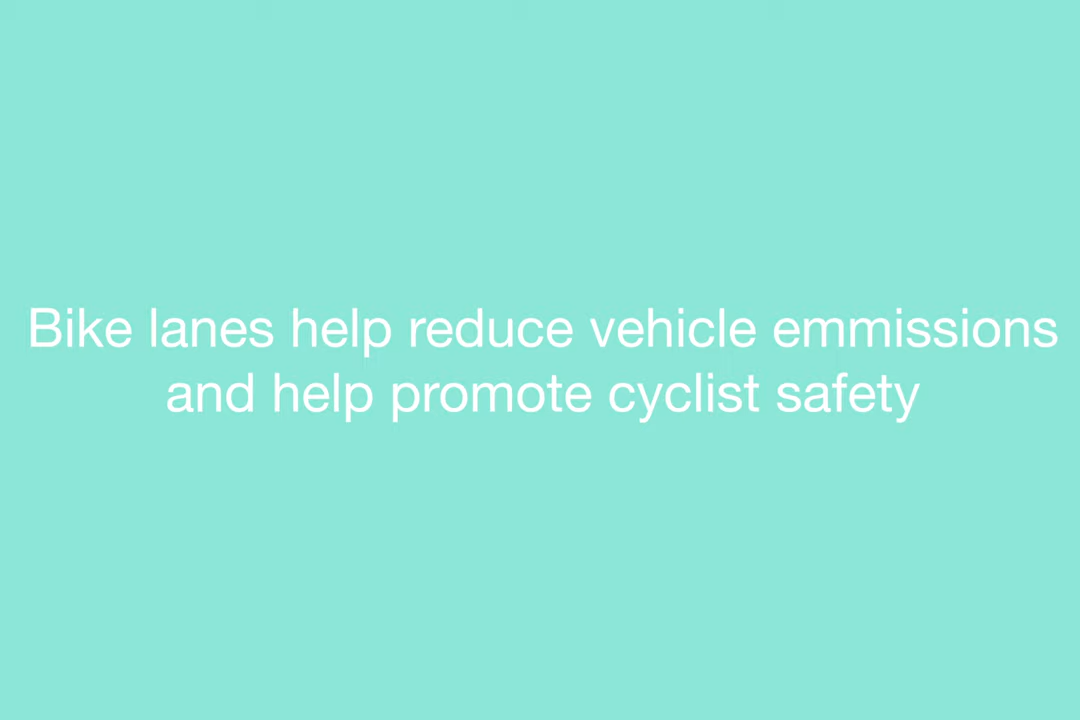 Bike lanes help reduce vehicle emmissions
and help promote cyclist safety